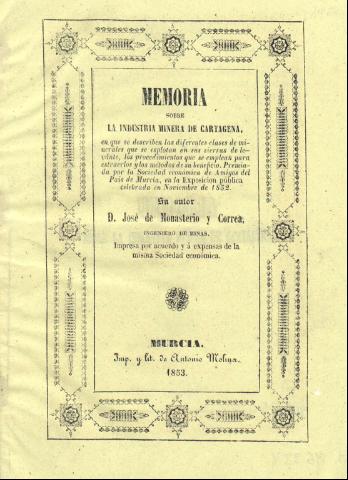 MEMORIA
SOBRE
LA INDUSTRIA MINERA DE CARTAGENA,
en que se describen las diferentes clases de mi-
nerales que se explotan en sus sierras de le-
vante, los procedimientos que se emplean para
estraerlos y los métodos de su beneficio. Premia-
da por la Sociedad económica de Amigos del
Pais de Murcia, en la Exposicion pública
celebrada en Noviembre de 1852.
Su autor
D. José de Monasterio y Correa,
INGENIERO DE MINAS.
Impresa por acuerdo y á expensas de la
misma Sociedad económica.
MURCIA.
Imp. y lit. de Antonio Molina.
1853.